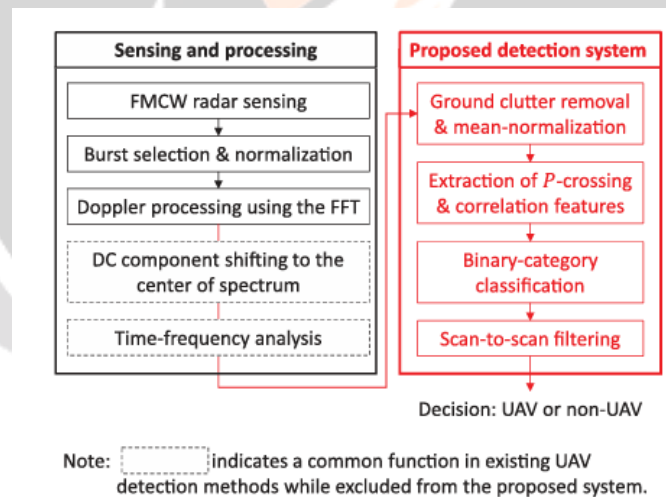 Sensing and processing
FMCW radar sensing
Burst selection & normalization
Doppler processing using the FFT
DC component shifting to the
center of spectrum
Time-frequency analysis
Proposed detection system
Ground clutter removal
& mean-normalization
Extraction of P-crossing
& correlation features
Binary-category
classification
Scan-to-scan filtering
Decision: UAV or non-UAV
Note: indicates a common function in existing UAV
detection methods while excluded from the proposed system.